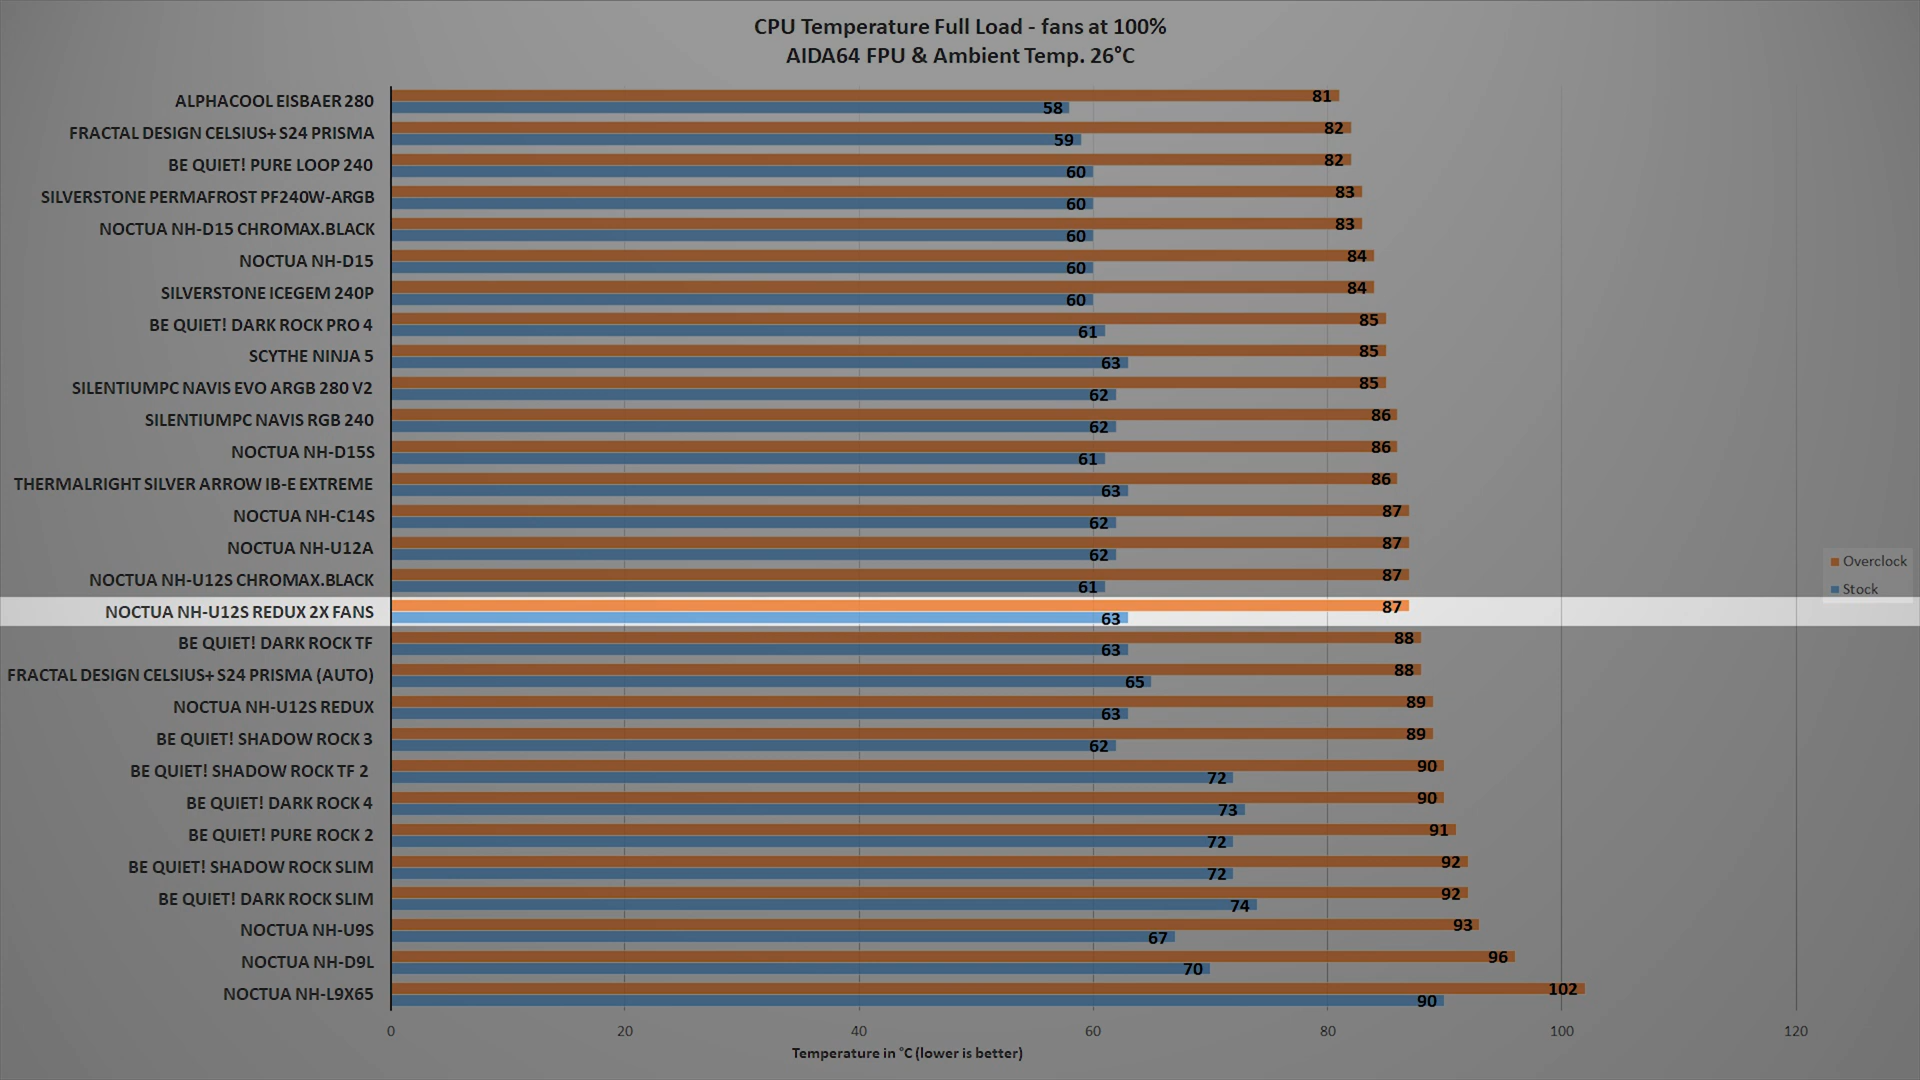 CPU Temperature Full Load - fans at 100%
AIDA64 FPU & Ambient Temp. 26°C
ALPHACOOL EISBAER 280 81
58
FRACTAL DESIGN CELSIUS+ S24 PRISMA 82
59
BE QUIET! PURE LOOP 240 82
60
SILVERSTONE PERMAFROST PF240W-ARGB 83
60
NOCTUA NH-D15 CHROMAX.BLACK 83
60
NOCTUA NH-D15 84
60
SILVERSTONE ICEGEM 240P 84
60
BE QUIET! DARK ROCK PRO 4 85
61
SCYTHE NINJA 5 85
63
SILENTIUMPC NAVIS EVO ARGB 280 V2 85
62
SILENTIUMPC NAVIS RGB 240 86
62
NOCTUA NH-D15S 86
61
THERMALRIGHT SILVER ARROW IB-E EXTREME 86
63
NOCTUA NH-C14S 87
62
NOCTUA NH-U12A 87
62
NOCTUA NH-U12S CHROMAX.BLACK 87
61
NOCTUA NH-U12S REDUX 2X FANS 87
63
BE QUIET! DARK ROCK TF 88
63
FRACTAL DESIGN CELSIUS+ S24 PRISMA (AUTO) 88
65
NOCTUA NH-U12S REDUX 89
63
BE QUIET! SHADOW ROCK 3 89
62
BE QUIET! SHADOW ROCK TF 2 90
72
BE QUIET! DARK ROCK 4 90
73
BE QUIET! PURE ROCK 2 91
72
BE QUIET! SHADOW ROCK SLIM 92
72
BE QUIET! DARK ROCK SLIM 92
74
NOCTUA NH-U9S 93
67
NOCTUA NH-D9L 96
70
NOCTUA NH-L9X65 102
90
Overclock
Stock
0 20 40 60 80 100 120
Temperature in °C (lower is better)